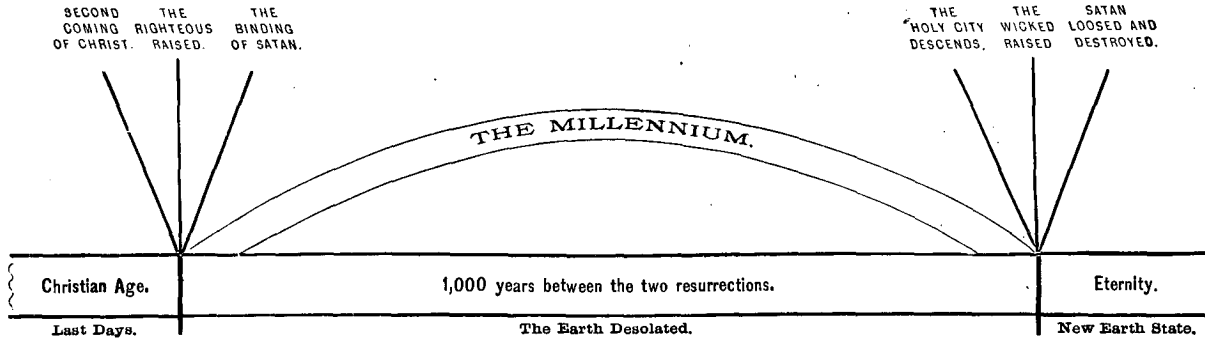 SECOND
COMING
OF CHRIST.
THE
RIGHTEOUS
RAISED.
THE
BINDING
OF SATAN.
THE
HOLY CITY
DESCENDS.
THE
WICKED
RAISED
SATAN
LOOSED AND
DESTROYED.
THE MILLENNIUM.
Christian Age.
1,000 years between the two resurrections.
Eternity.
Last Days.
The Earth Desolated.
New Earth State.